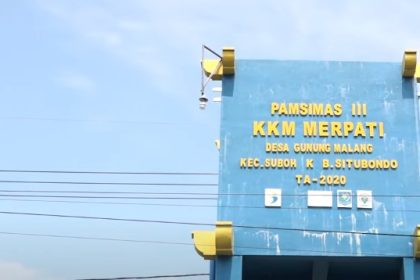 PAMSIMAS III
KKM MERPATI
DESA GUNUNG MALANG
KEC.SUBOH K B.SITUBONDO
TA-2020